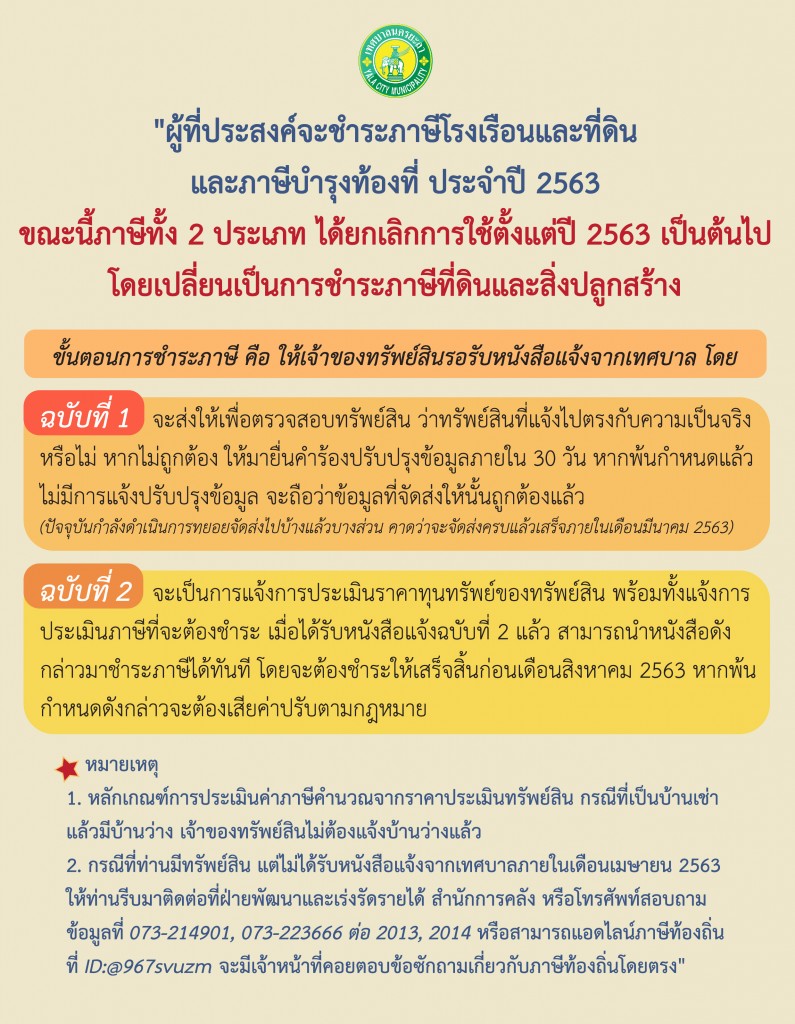 เทศบาลนครยะลา
YALA CITY MUNICIPALITY
"ผู้ที่ประสงค์จะชำระภาษีโรงเรือนและที่ดิน
และภาษีบำรุงท้องที่ ประจำปี 2563
ขณะนี้ภาษีทั้ง 2 ประเภท ได้ยกเลิกการใช้ตั้งแต่ปี 2563 เป็นต้นไป
โดยเปลี่ยนเป็นการชำระภาษีที่ดินและสิ่งปลูกสร้าง
ขั้นตอนการชำระภาษี คือ ให้เจ้าของทรัพย์สินรอรับหนังสือแจ้งจากเทศบาล โดย
ฉบับที่ 1 จะส่งให้เพื่อตรวจสอบทรัพย์สิน ว่าทรัพย์สินที่แจ้งไปตรงกับความเป็นจริง
หรือไม่ หากไม่ถูกต้อง ให้มายื่นคำร้องปรับปรุงข้อมูลภายใน 30 วัน หากพ้นกำหนดแล้ว
ไม่มีการแจ้งปรับปรุงข้อมูล จะถือว่าข้อมูลที่จัดส่งให้นั้นถูกต้องแล้ว
(ปัจจุบันกำลังดำเนินการทยอยจัดส่งไปบ้างแล้วบางส่วน คาดว่าจะจัดส่งครบแล้วเสร็จภายในเดือนมีนาคม 2563)
ฉบับที่ 2 จะเป็นการแจ้งการประเมินราคาทุนทรัพย์ของทรัพย์สิน พร้อมทั้งแจ้งการ
ประเมินภาษีที่จะต้องชำระ เมื่อได้รับหนังสือแจ้งฉบับที่ 2 แล้ว สามารถนำหนังสือดัง
กล่าวมาชำระภาษีได้ทันที โดยจะต้องชำระให้เสร็จสิ้นก่อนเดือนสิงหาคม 2563 หากพ้น
กำหนดดังกล่าวจะต้องเสียค่าปรับตามกฎหมาย
หมายเหตุ
1. หลักเกณฑ์การประเมินค่าภาษีคำนวณจากราคาประเมินทรัพย์สิน กรณีที่เป็นบ้านเช่า
แล้วมีบ้านว่าง เจ้าของทรัพย์สินไม่ต้องแจ้งบ้านว่างแล้ว
2. กรณีที่ท่านมีทรัพย์สิน แต่ไม่ได้รับหนังสือแจ้งจากเทศบาลภายในเดือนเมษายน 2563
ให้ท่านรีบมาติดต่อที่ฝ่ายพัฒนาและเร่งรัดรายได้ สำนักการคลัง หรือโทรศัพท์สอบถาม
ข้อมูลที่ 073-214901, 073-223666 ต่อ 2013, 2014 หรือสามารถแอดไลน์ภาษีท้องถิ่น
ที่ ID:@967svuzm จะมีเจ้าหน้าที่คอยตอบข้อซักถามเกี่ยวกับภาษีท้องถิ่นโดยตรง"